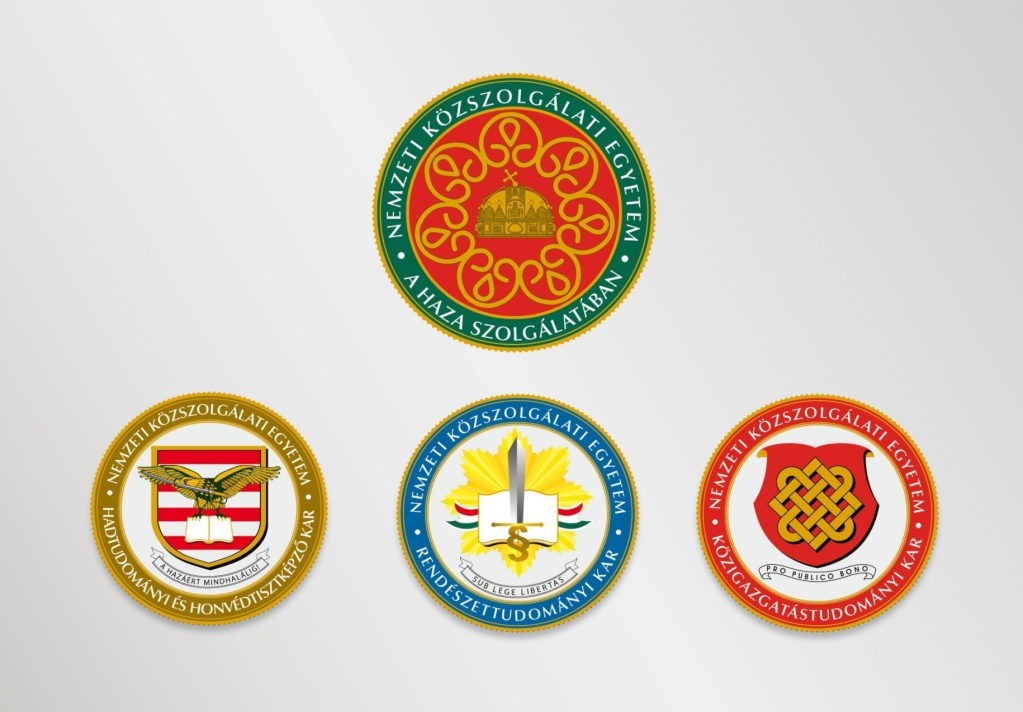 NEMZETI KÖZSZOLGÁLATI EGYETEM
• A HAZA SZOLGÁLATÁBAN •
NEMZETI KÖZSZOLGÁLATI EGYETEM
• HADTUDOMÁNYI ÉS HONVÉDTISZTKÉPZŐ KAR •
A HAZÁÉRT MINDHALÁLIG!
NEMZETI KÖZSZOLGÁLATI EGYETEM
• RENDÉSZETTUDOMÁNYI KAR •
§
SUB LEGE LIBERTAS
NEMZETI KÖZSZOLGÁLATI EGYETEM
• KÖZIGAZGATÁSTUDOMÁNYI KAR •
PRO PUBLICO BONO